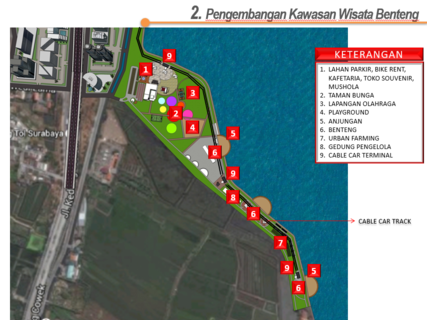 2. Pengembangan Kawasan Wisata Benteng
KETERANGAN
1. LAHAN PARKIR, BIKE RENT,
KAFETARIA, TOKO SOUVENIR,
MUSHOLA
2. TAMAN BUNGA
3. LAPANGAN OLAHRAGA
4. PLAYGROUND
5. ANJUNGAN
6. BENTENG
7. URBAN FARMING
8. GEDUNG PENGELOLA
9. CABLE CAR TERMINAL
9
1
3
2
4
5
6
9
8
6
CABLE CAR TRACK
7
9
5
6
Tol Surabaya